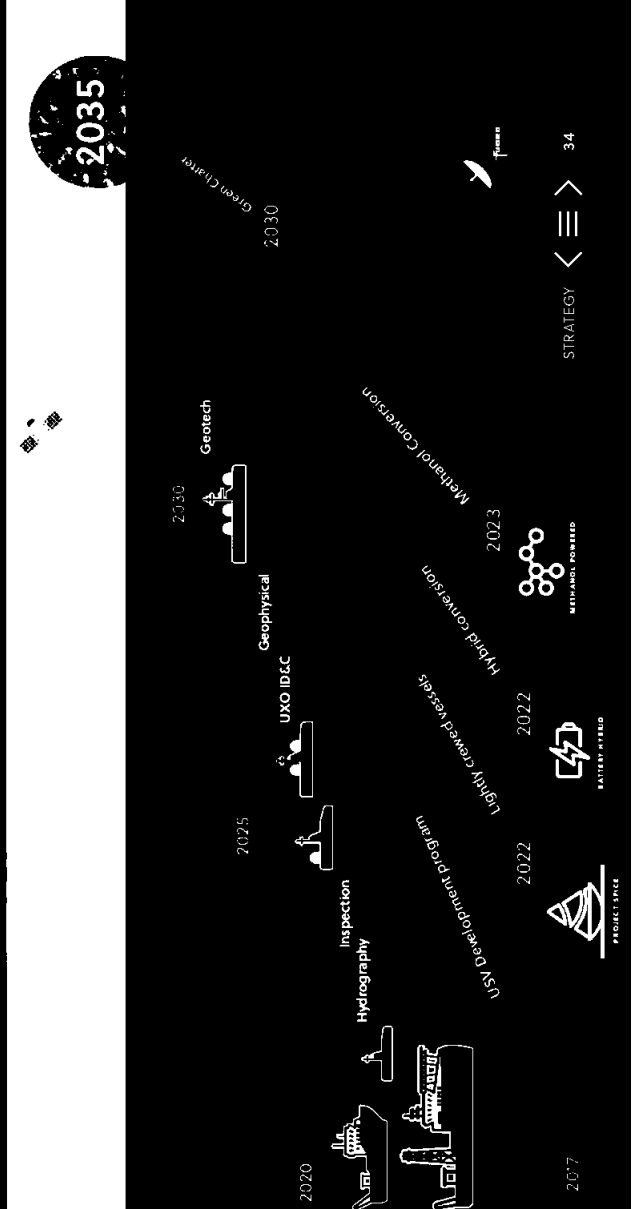 2035
2030
Geotech
Green Charter
2030
2025
Geophysical
UXO ID&C
2020
Inspection
Hydrography
USV Development program
Lightly crewed vessels
Hybrid conversion
Methanol Conversion
2022
2022
2023
PROJECT SPICE
BATTERY HYBRID
METHANOL POWERED
2017
STRATEGY
34